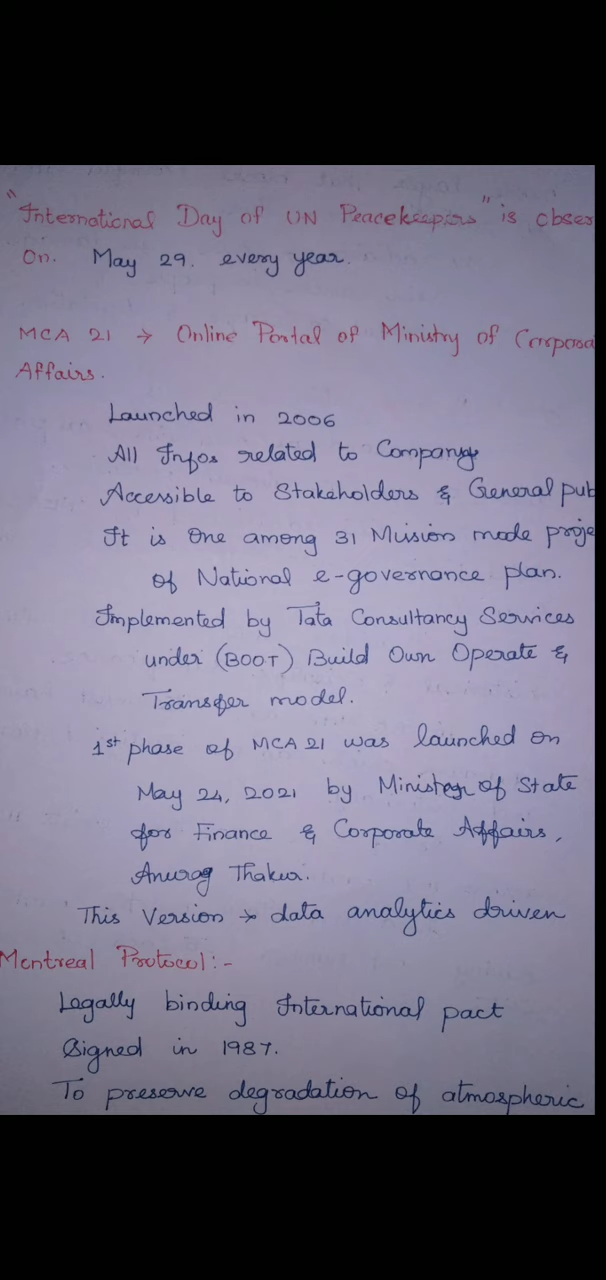 "International Day of UN Peacekeepers" is obser
On. May 29. every year.
MCA 21 → Online Portal of Ministry of Corpora
Affairs.
Launched in 2006
All Infos related to Company
Accessible to Stakeholders & General pub
It is One among 31 Mission mode proje
of National e-governance plan.
Implemented by Tata Consultancy Services
under (BOOT) Build Own Operate &
Transfer model.
1st phase of MCA 21 was launched on
May 24, 2021 by Minister of State
for Finance & Corporate Affairs,
Anurag Thakur.
This Version → data analytics driven
Montreal Protocol:-
Legally binding International pact
Signed in 1987.
To preserve degradation of atmospheric